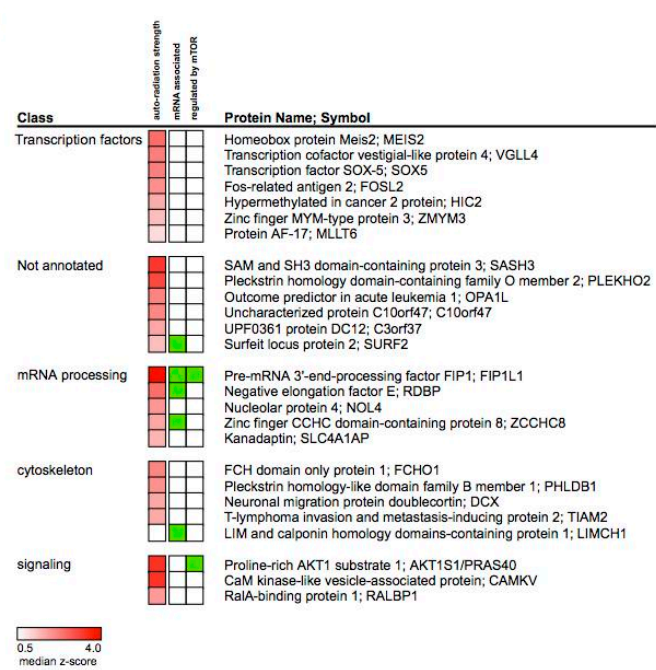 auto-radiation strength
mRNA associated
regulated by mTOR
Class Protein Name; Symbol
Transcription factors Homeobox protein Meis2; MEIS2
Transcription cofactor vestigial-like protein 4; VGLL4
Transcription factor SOX-5; SOX5
Fos-related antigen 2; FOSL2
Hypermethylated in cancer 2 protein; HIC2
Zinc finger MYM-type protein 3; ZMYM3
Protein AF-17; MLLT6
Not annotated SAM and SH3 domain-containing protein 3; SASH3
Pleckstrin homology domain-containing family O member 2; PLEKHO2
Outcome predictor in acute leukemia 1; OPA1L
Uncharacterized protein C10orf47; C10orf47
UPF0361 protein DC12; C3orf37
Surfeit locus protein 2; SURF2
mRNA processing Pre-mRNA 3'-end-processing factor FIP1; FIP1L1
Negative elongation factor E; RDBP
Nucleolar protein 4; NOL4
Zinc finger CCHC domain-containing protein 8; ZCCHC8
Kanadaptin; SLC4A1AP
cytoskeleton FCH domain only protein 1; FCHO1
Pleckstrin homology-like domain family B member 1; PHLDB1
Neuronal migration protein doublecortin; DCX
T-lymphoma invasion and metastasis-inducing protein 2; TIAM2
LIM and calponin homology domains-containing protein 1; LIMCH1
signaling Proline-rich AKT1 substrate 1; AKT1S1/PRAS40
CaM kinase-like vesicle-associated protein; CAMKV
RalA-binding protein 1; RALBP1
0.5 4.0
median z-score